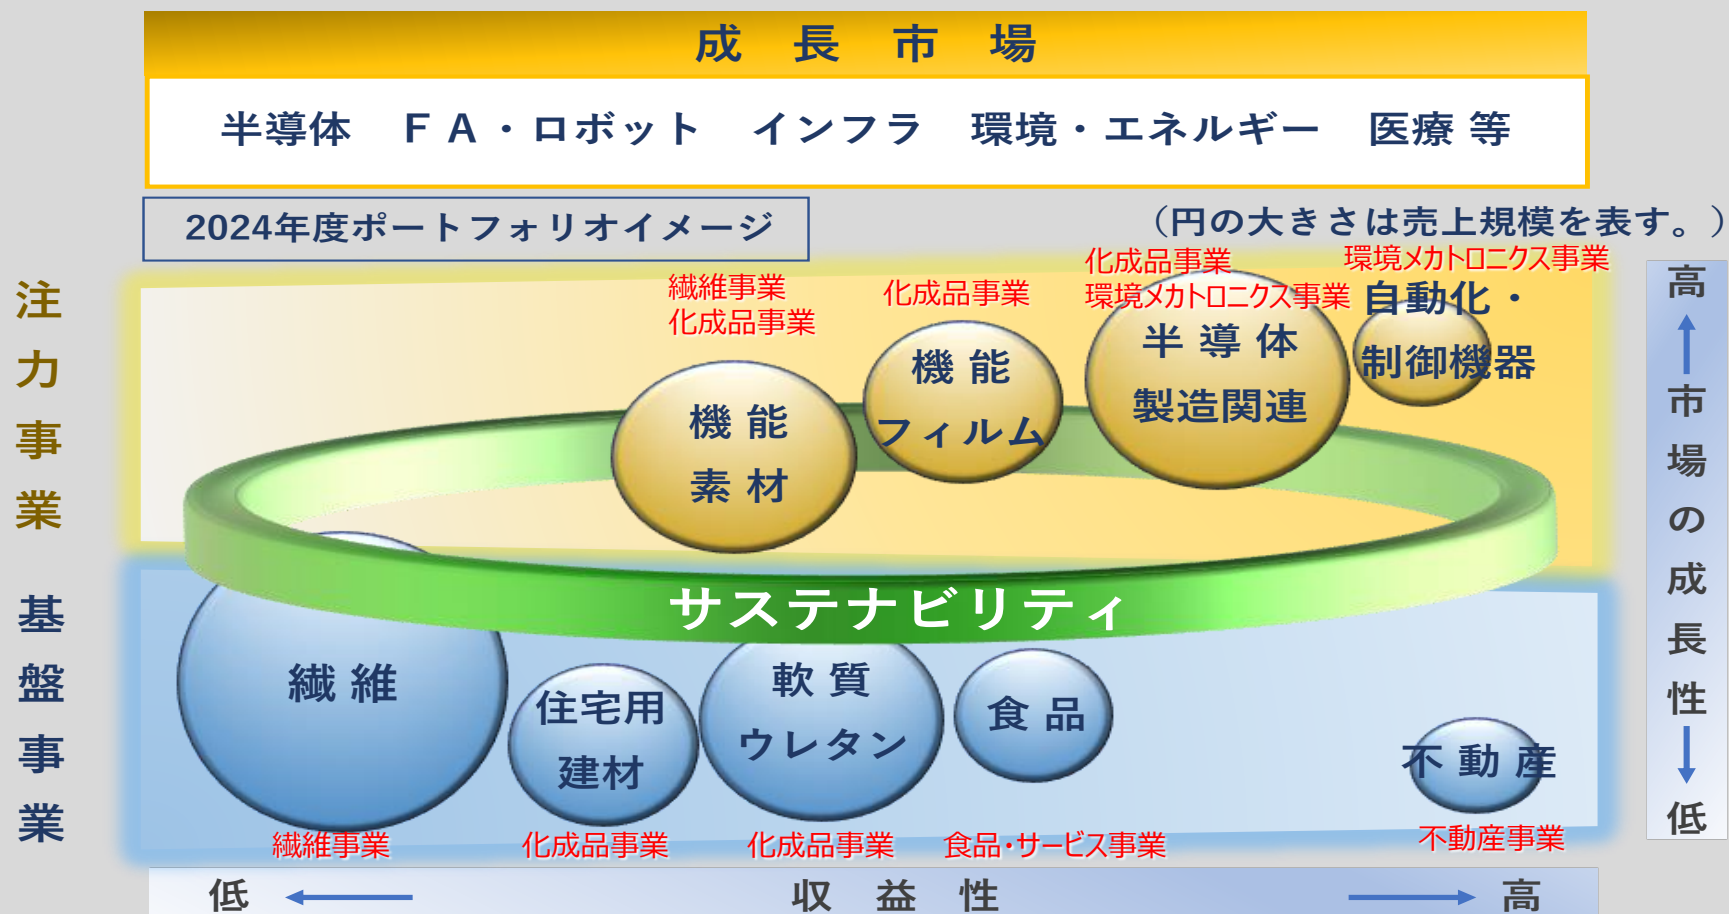 成 長 市 場
半導体 ＦＡ・ロボット インフラ 環境・エネルギー 医療 等
2024年度ポートフォリオイメージ
（円の大きさは売上規模を表す。）
注力事業
繊維事業
化成品事業
機 能
素 材
化成品事業
機 能
フィルム
化成品事業
環境メカトロニクス事業
半 導 体
製造関連
環境メカトロニクス事業
自動化・
制御機器
サステナビリティ
基盤事業
繊 維
繊維事業
住宅用
建材
化成品事業
軟 質
ウレタン
化成品事業
食 品
食品・サービス事業
不 動 産
不動産事業
高
市場の成長性
低
低
収 益 性
高